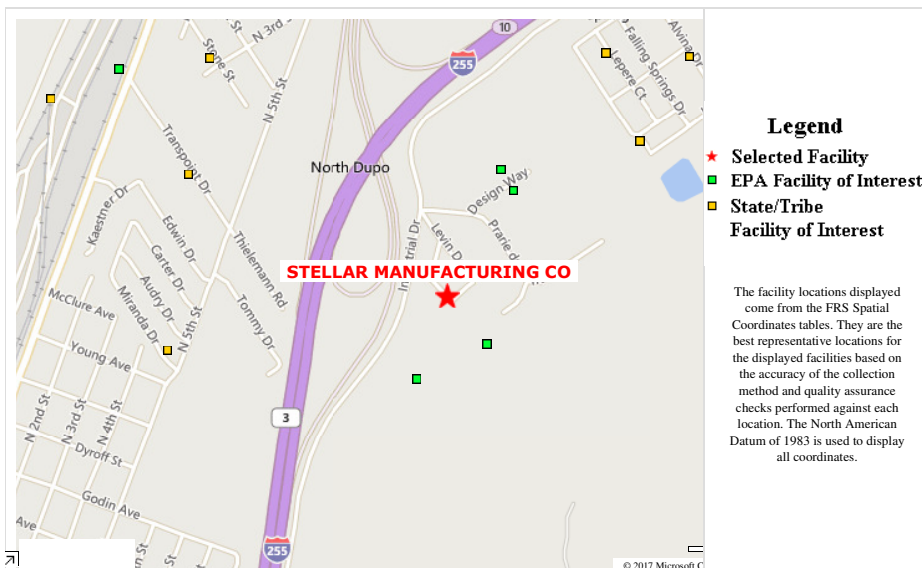 N 3rd St
10
Stone St
255
Falling Springs Dr
Alvina Dr
Lepere Ct
N 5th St
Transpoint Dr
North Dupo
Design Way
Kaestner Dr
Edwin Dr
Levin D
Prarie d
Carter Dr
Thielemann Rd
Audry Dr
STELLAR MANUFACTURING CO
Miranda Dr
McClure Ave
Tommy Dr
N 5th St
Young Ave
N 2nd St
N 3rd St
N 4th St
3
Dyroff St
Godin Ave
Ave
255
© 2017 Microsoft C
Legend
Selected Facility
EPA Facility of Interest
State/Tribe
Facility of Interest
The facility locations displayed
come from the FRS Spatial
Coordinates tables. They are the
best representative locations for
the displayed facilities based on
the accuracy of the collection
method and quality assurance
checks performed against each
location. The North American
Datum of 1983 is used to display
all coordinates.